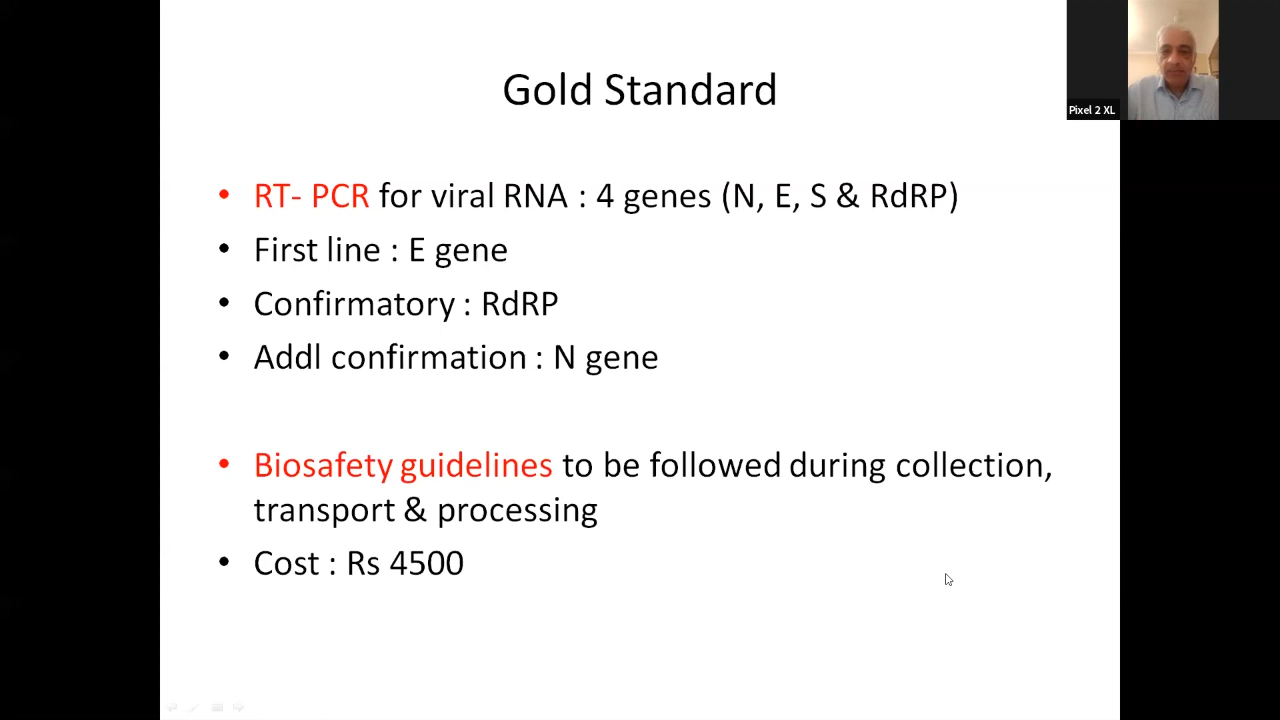 Gold Standard
Pixel 2 XL
• RT- PCR for viral RNA : 4 genes (N, E, S & RdRP)
• First line : E gene
• Confirmatory : RdRP
• Addl confirmation : N gene
• Biosafety guidelines to be followed during collection,
transport & processing
• Cost : Rs 4500